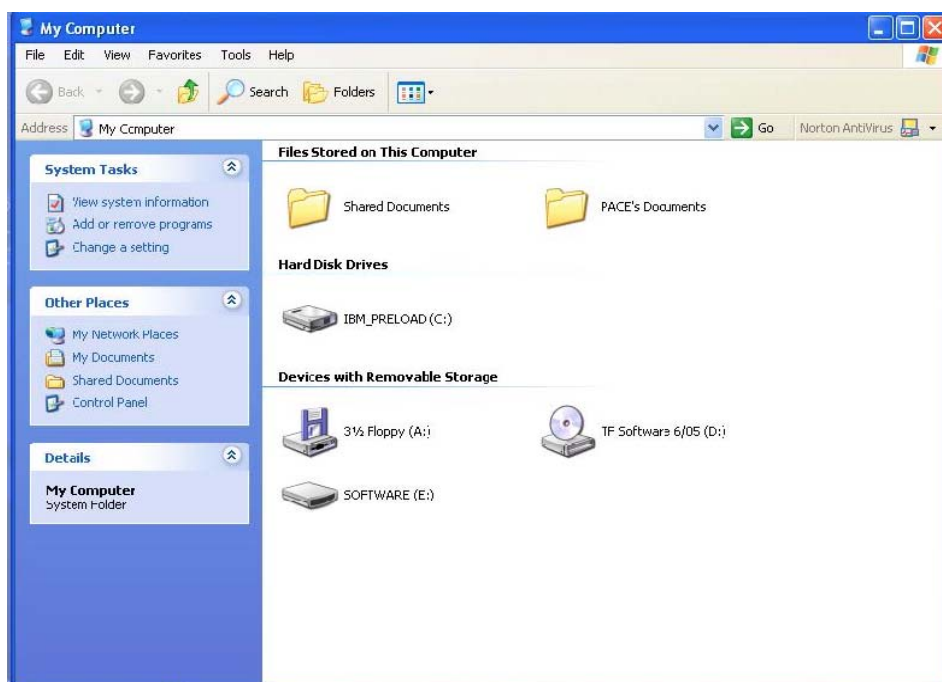 My Computer
File Edit View Favorites Tools Help
Back Search Folders
Address My Computer Go Norton AntiVirus
System Tasks
View system information
Add or remove programs
Change a setting
Other Places
My Network Places
My Documents
Shared Documents
Control Panel
Details
My Computer
System Folder
Files Stored on This Computer
Shared Documents PACE's Documents
Hard Disk Drives
IBM_PRELOAD (C:)
Devices with Removable Storage
3½ Floppy (A:) TF Software 6/05 (D:)
SOFTWARE (E:)